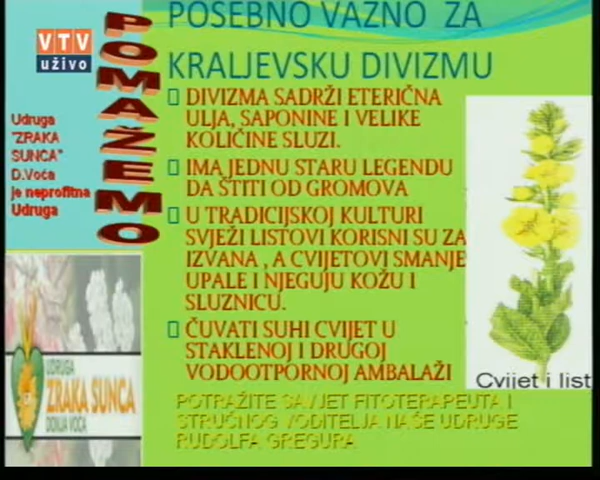 POSEBNO VAŽNO ZA
KRALJEVSKU DIVIZMU
VTV
uživo
POMAŽEMO
Udruga
"ZRAKA
SUNCA"
D.Voća
je neprofitna
Udruga
DIVIZMA SADRŽI ETERIČNA
ULJA, SAPONINE I VELIKE
KOLIČINE SLUZI.
IMA JEDNU STARU LEGENDU
DA ŠTITI OD GROMOVA
U TRADICIJSKOJ KULTURI
SVJEŽI LISTOVI KORISNI SU ZA
IZVANA , A CVIJETOVI SMANJE
UPALE I NJEGUJU KOŽU I
SLUZNICU.
ČUVATI SUHI CVIJET U
STAKLENOJ I DRUGOJ
VODOOTPORNOJ AMBALAŽI
Cvijet i list
UDRUGA
ZRAKA SUNCA
DONJA VOĆA
POTRAŽITE SAVJET FITOTERAPEUTA I
STRUČNOG VODITELJA NAŠE UDRUGE
RUDOLFA GREGURA